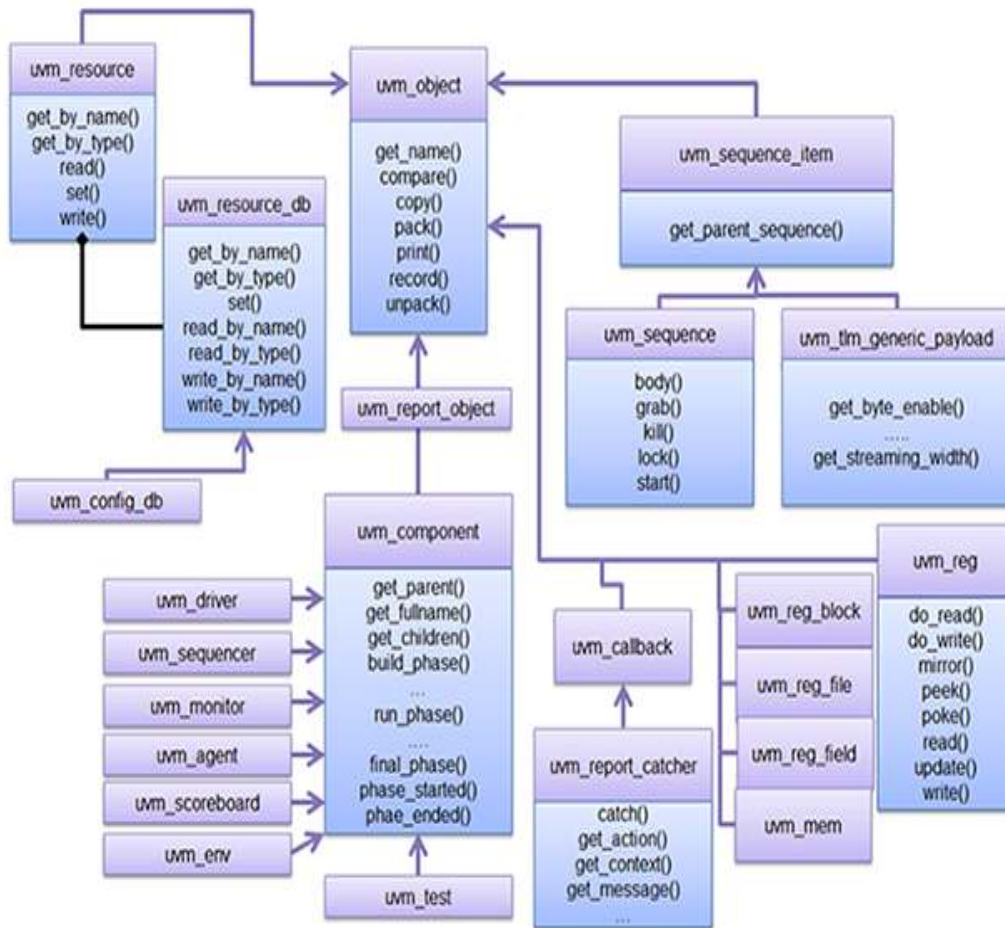 uvm_resource
get_by_name()
get_by_type()
read()
set()
write()
uvm_resource_db
get_by_name()
get_by_type()
set()
read_by_name()
read_by_type()
write_by_name()
write_by_type()
uvm_config_db
uvm_object
get_name()
compare()
copy()
pack()
print()
record()
unpack()
uvm_report_object
uvm_sequence_item
get_parent_sequence()
uvm_sequence
body()
grab()
kill()
lock()
start()
uvm_tlm_generic_payload
get_byte_enable()
.....
get_streaming_width()
uvm_component
get_parent()
get_fullname()
get_children()
build_phase()
...
run_phase()
....
final_phase()
phase_started()
phae_ended()
uvm_driver
uvm_sequencer
uvm_monitor
uvm_agent
uvm_scoreboard
uvm_env
uvm_test
uvm_callback
uvm_report_catcher
catch()
get_action()
get_context()
get_message()
...
uvm_reg_block
uvm_reg_file
uvm_reg_field
uvm_mem
uvm_reg
do_read()
do_write()
mirror()
peek()
poke()
read()
update()
write()